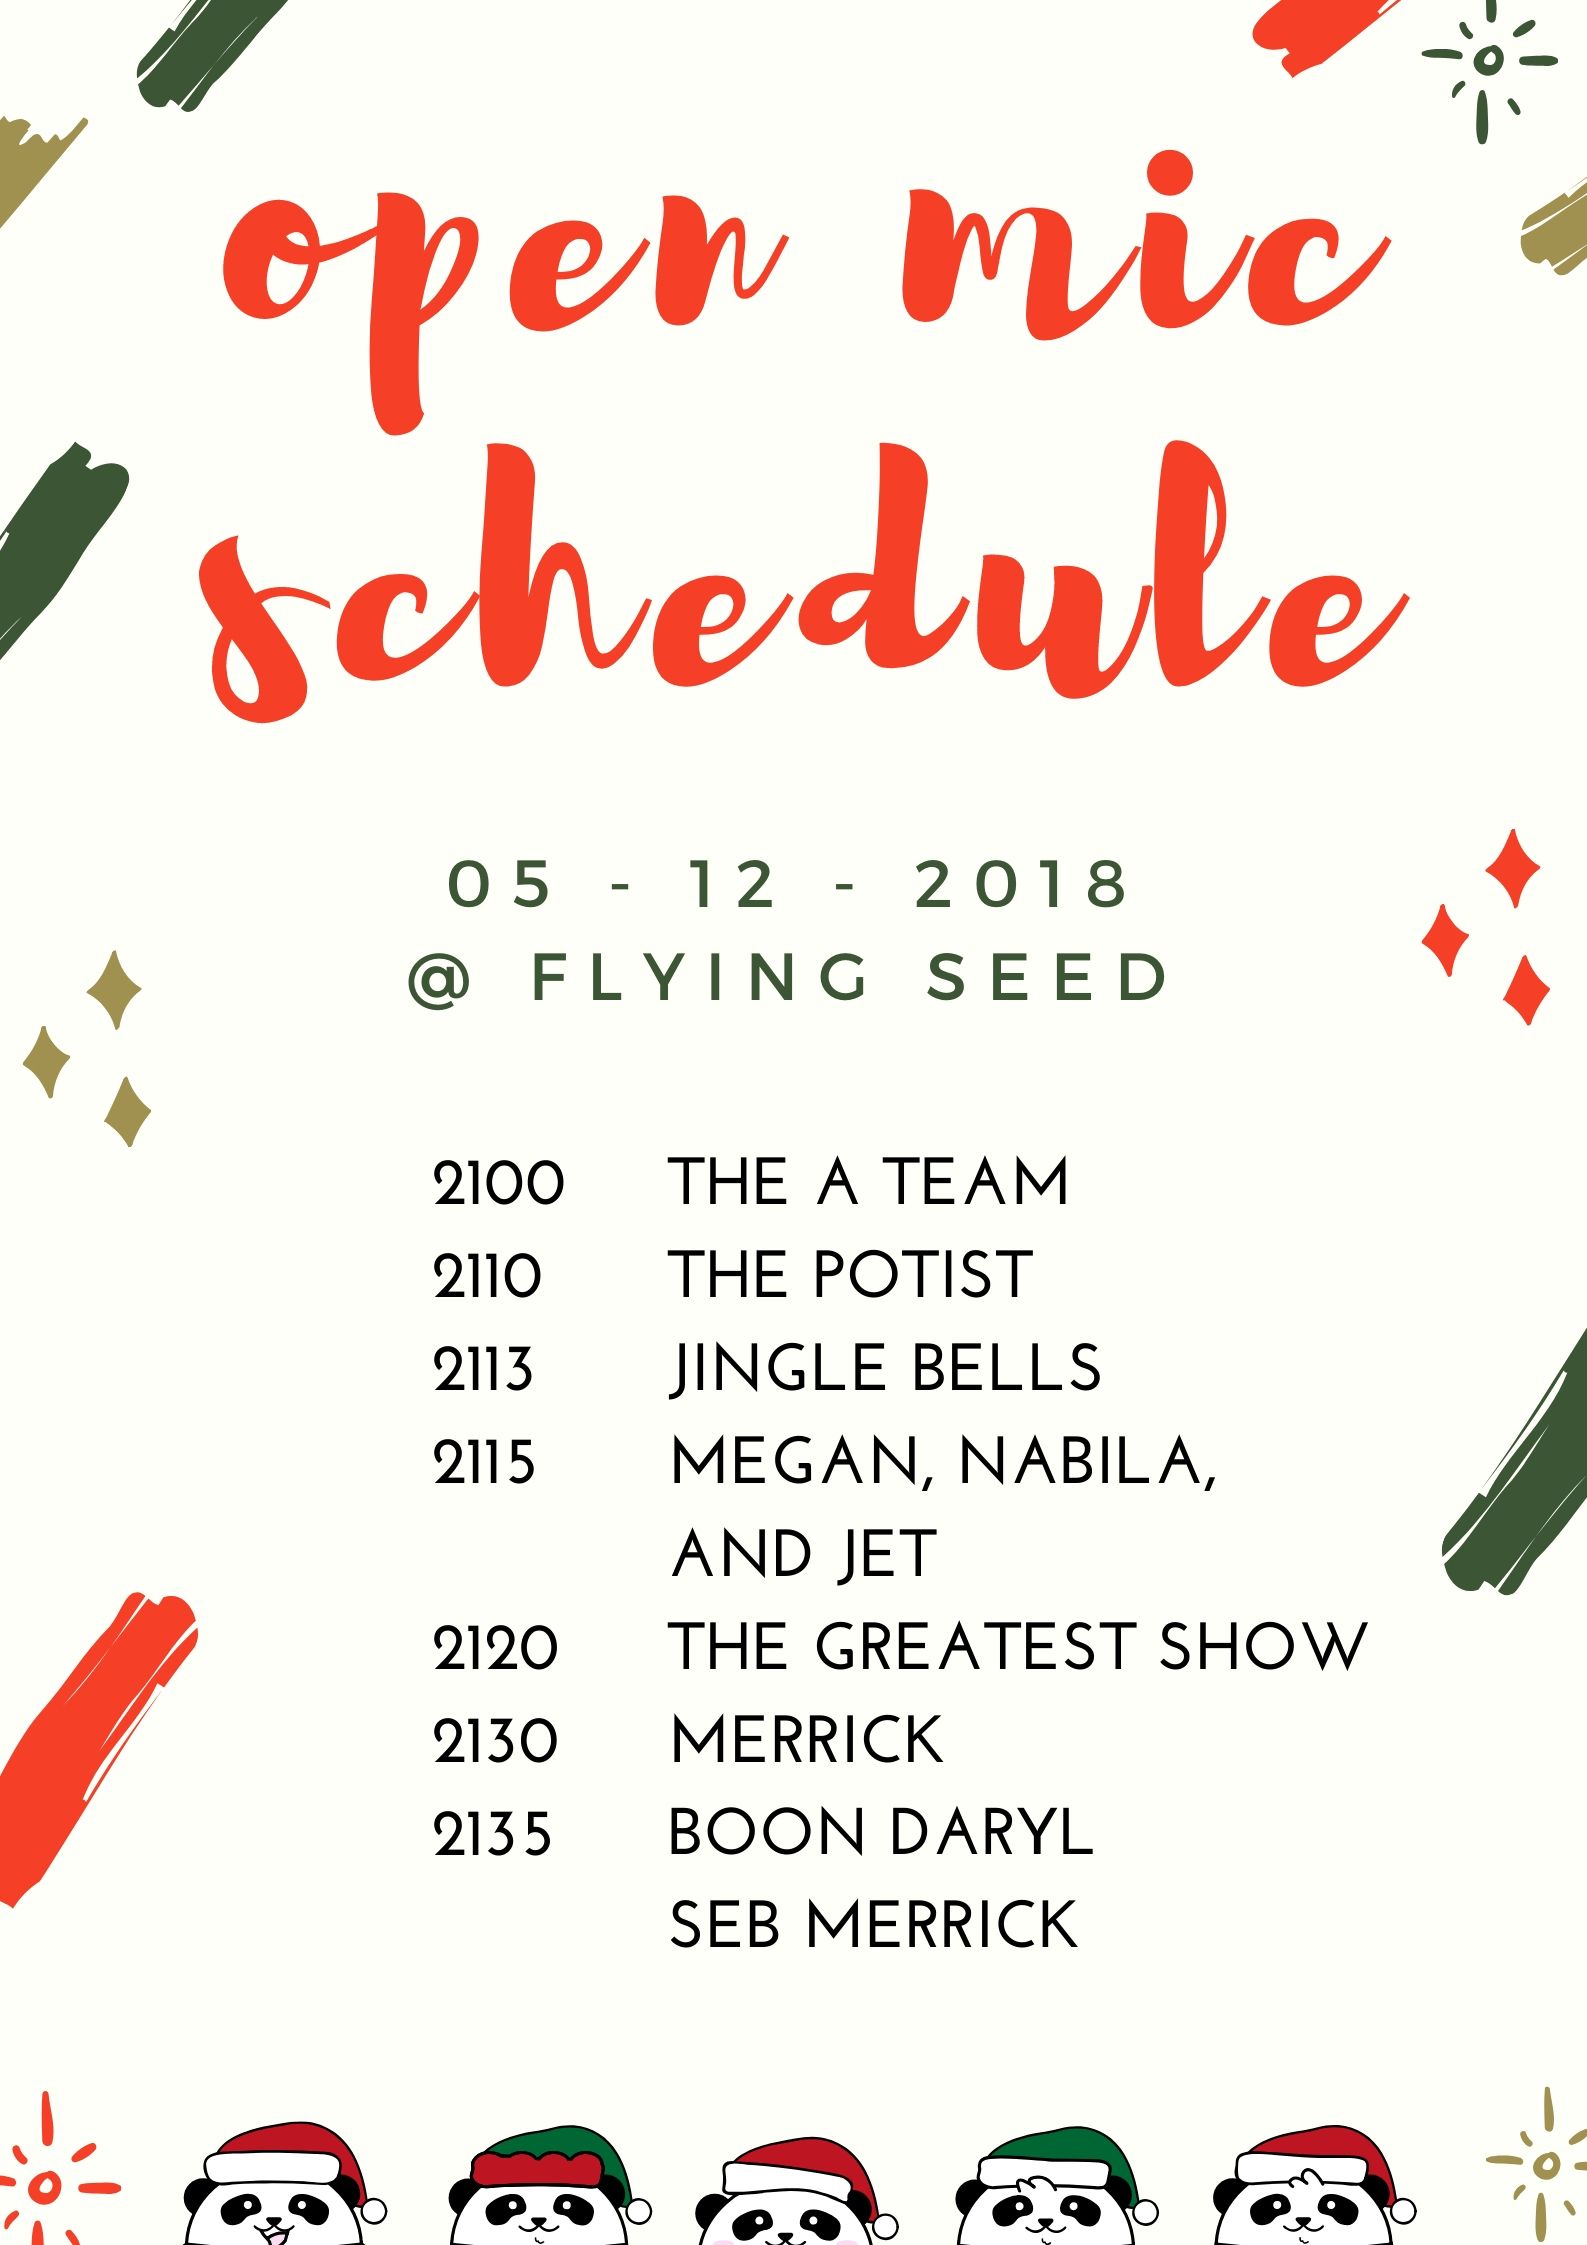 open mic
schedule
05 - 12 - 2018
@ FLYING SEED
2100 THE A TEAM
2110 THE POTIST
2113 JINGLE BELLS
2115 MEGAN, NABILA,
AND JET
2120 THE GREATEST SHOW
2130 MERRICK
2135 BOON DARYL
SEB MERRICK